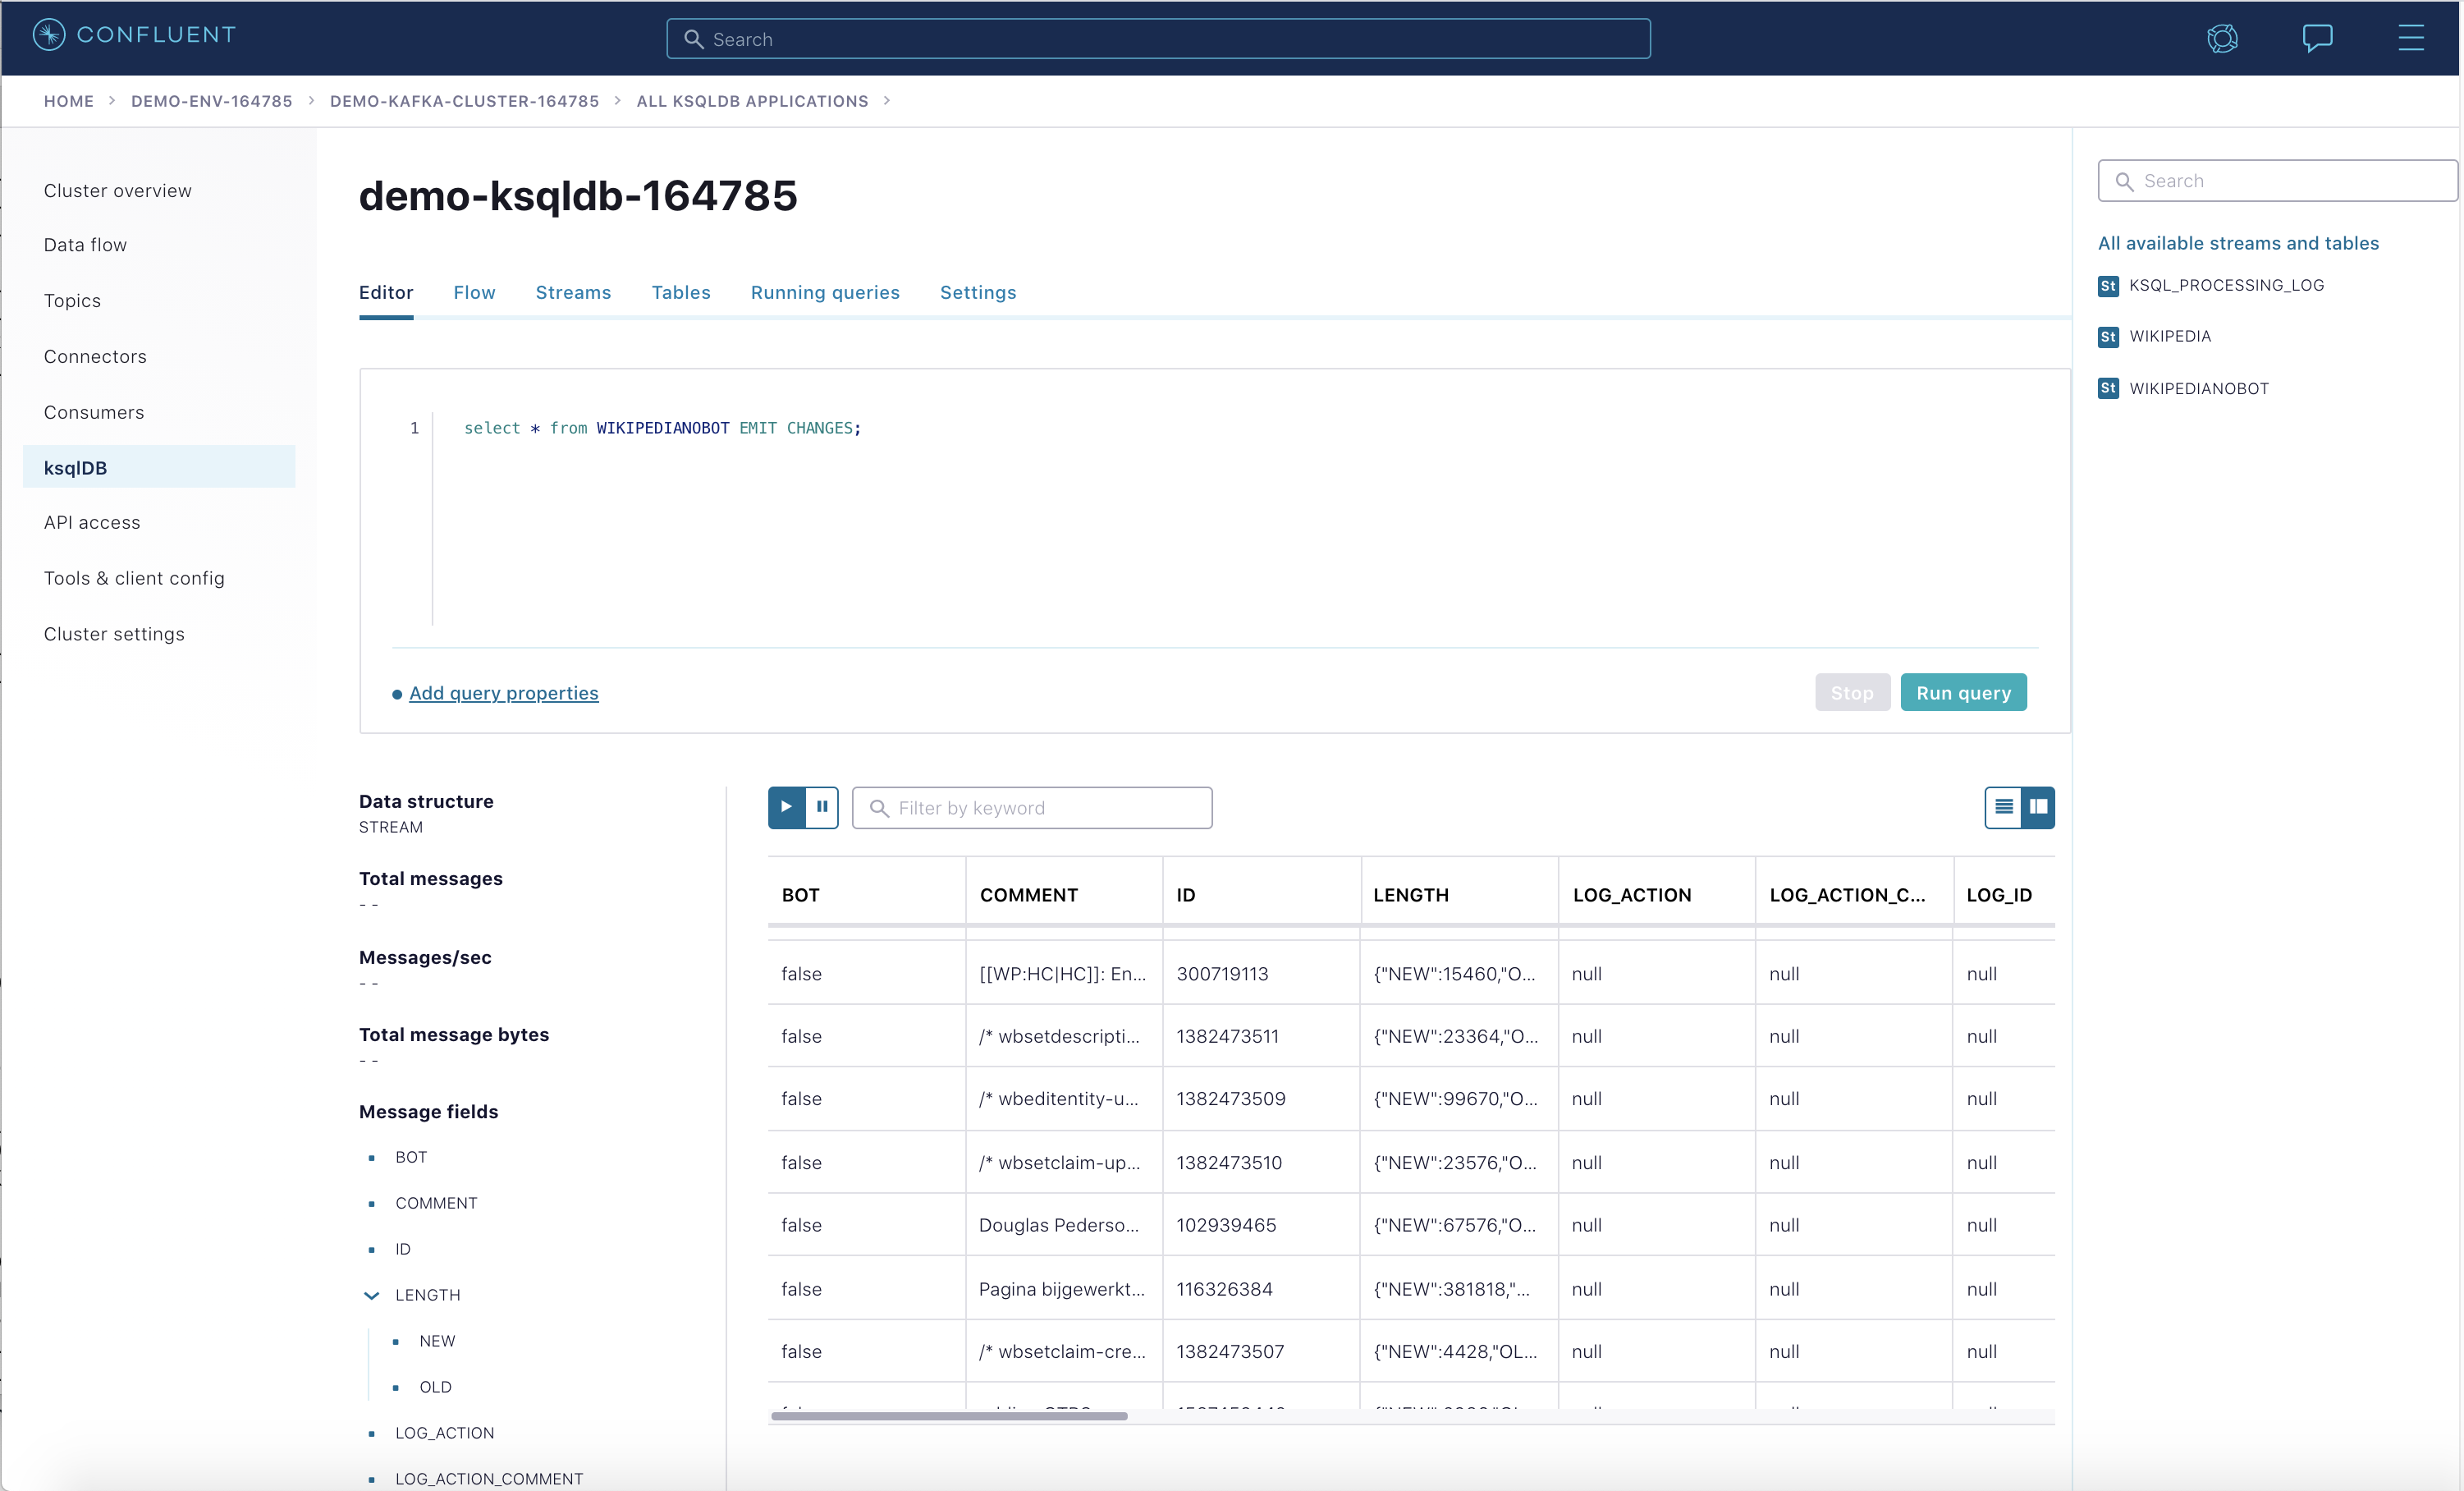 CONFLUENT
Search
HOME > DEMO-ENV-164785 > DEMO-KAFKA-CLUSTER-164785 > ALL KSQLDB APPLICATIONS >
Cluster overview
Data flow
Topics
Connectors
Consumers
ksqlDB
API access
Tools & client config
Cluster settings
demo-ksqldb-164785
Editor Flow Streams Tables Running queries Settings
1 select * from WIKIPEDIANOBOT EMIT CHANGES;
Add query properties
Stop Run query
Search
All available streams and tables
St KSQL_PROCESSING_LOG
St WIKIPEDIA
St WIKIPEDIANOBOT
Data structure
STREAM
Total messages
- -
Messages/sec
- -
Total message bytes
- -
Message fields
BOT
COMMENT
ID
LENGTH
NEW
OLD
LOG_ACTION
LOG_ACTION_COMMENT
Filter by keyword
BOT COMMENT ID LENGTH LOG_ACTION LOG_ACTION_C... LOG_ID
false [[WP:HC|HC]]: En... 300719113 {"NEW":15460,"O... null null null
false /* wbsetdescripti... 1382473511 {"NEW":23364,"O... null null null
false /* wbeditentity-u... 1382473509 {"NEW":99670,"O... null null null
false /* wbsetclaim-up... 1382473510 {"NEW":23576,"O... null null null
false Douglas Pederso... 102939465 {"NEW":67576,"O... null null null
false Pagina bijgewerkt... 116326384 {"NEW":381818,"... null null null
false /* wbsetclaim-cre... 1382473507 {"NEW":4428,"OL... null null null